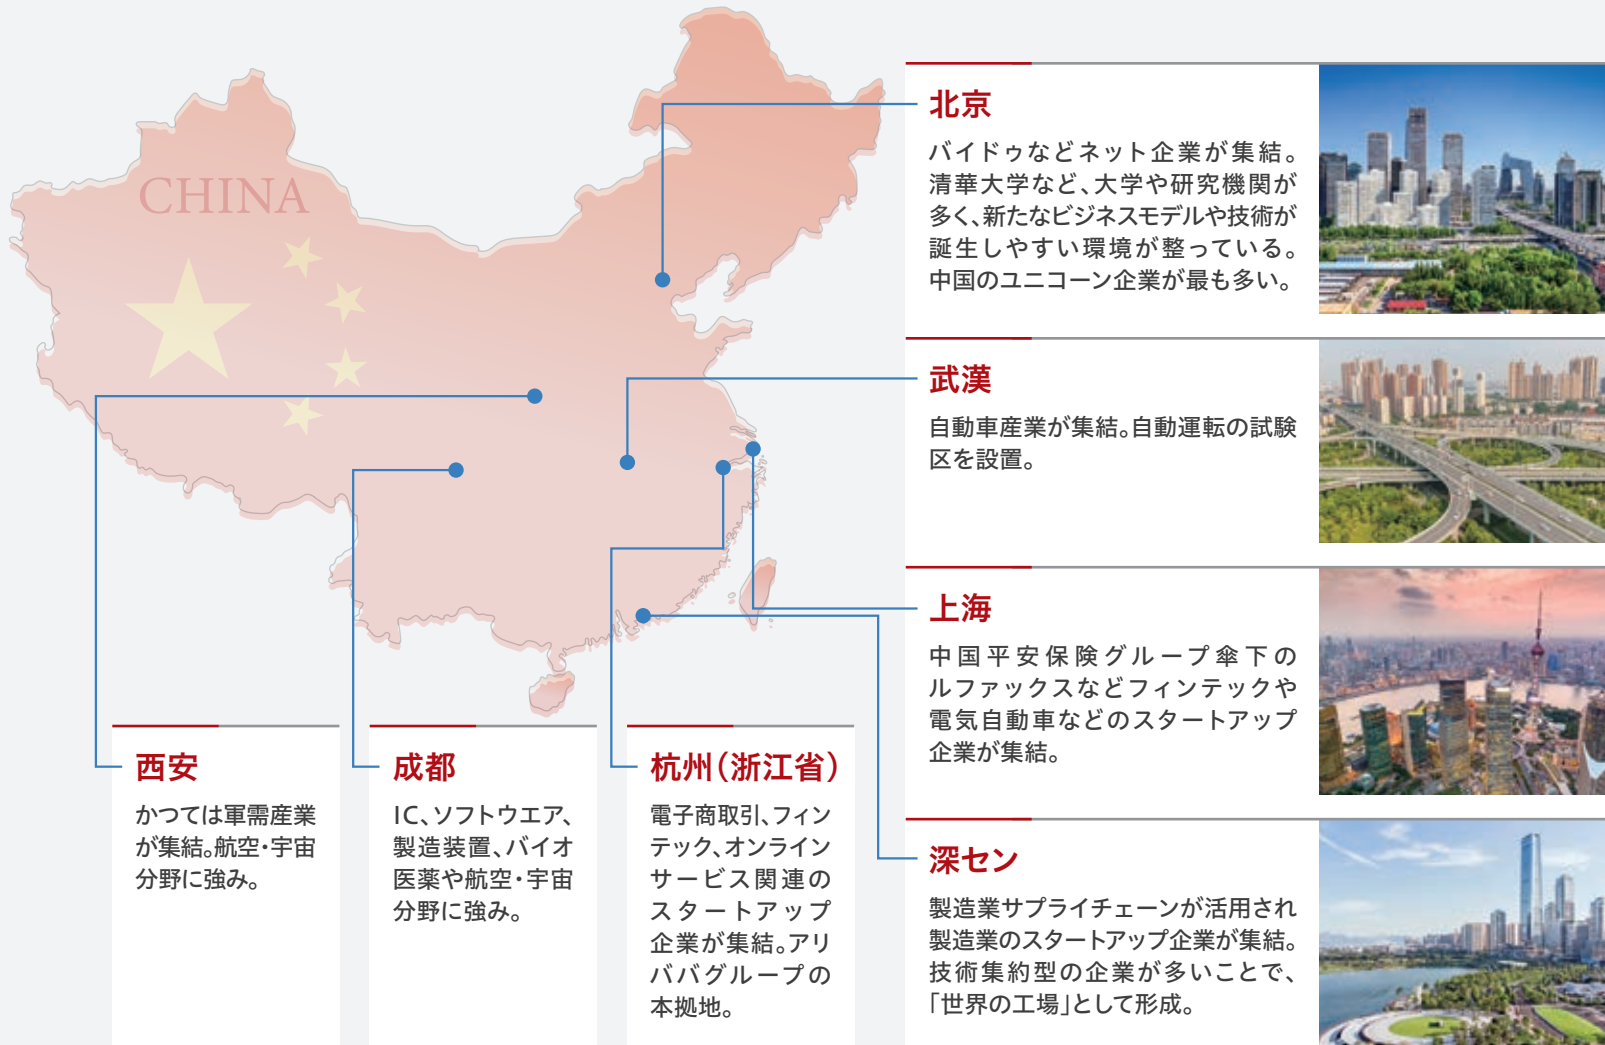 CHINA
北京
バイドゥなどネット企業が集結。
清華大学など、大学や研究機関が
多く、新たなビジネスモデルや技術が
誕生しやすい環境が整っている。
中国のユニコーン企業が最も多い。
武漢
自動車産業が集結。自動運転の試験
区を設置。
上海
中国平安保険グループ傘下の
ルファックスなどフィンテックや
電気自動車などのスタートアップ
企業が集結。
深セン
製造業サプライチェーンが活用され
製造業のスタートアップ企業が集結。
技術集約型の企業が多いことで、
「世界の工場」として形成。
西安
かつては軍需産業
が集結。航空・宇宙
分野に強み。
成都
IC、ソフトウエア、
製造装置、バイオ
医薬や航空・宇宙
分野に強み。
杭州(浙江省)
電子商取引、フィン
テック、オンライン
サービス関連の
スタートアップ
企業が集結。アリ
ババグループの
本拠地。